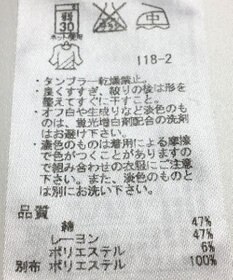 30
ネット使用
118-2
・タンブラー乾燥禁止。
・長くすすぎ、絞りの後は形を
整えてすぐに干すこと。
・オフ白や生成りなど淡色のも
のは、蛍光増白剤配合の洗剤
はお避け下さい。
・濃色のものは着用による摩擦
で色がつくことがありますの
で組み合わせの衣服にご注意
下さい。また、淡色のものと
は別にお洗い下さい。
品質
綿 47%
レーヨン 47%
ポリエステル 6%
別布 ポリエステル 100%